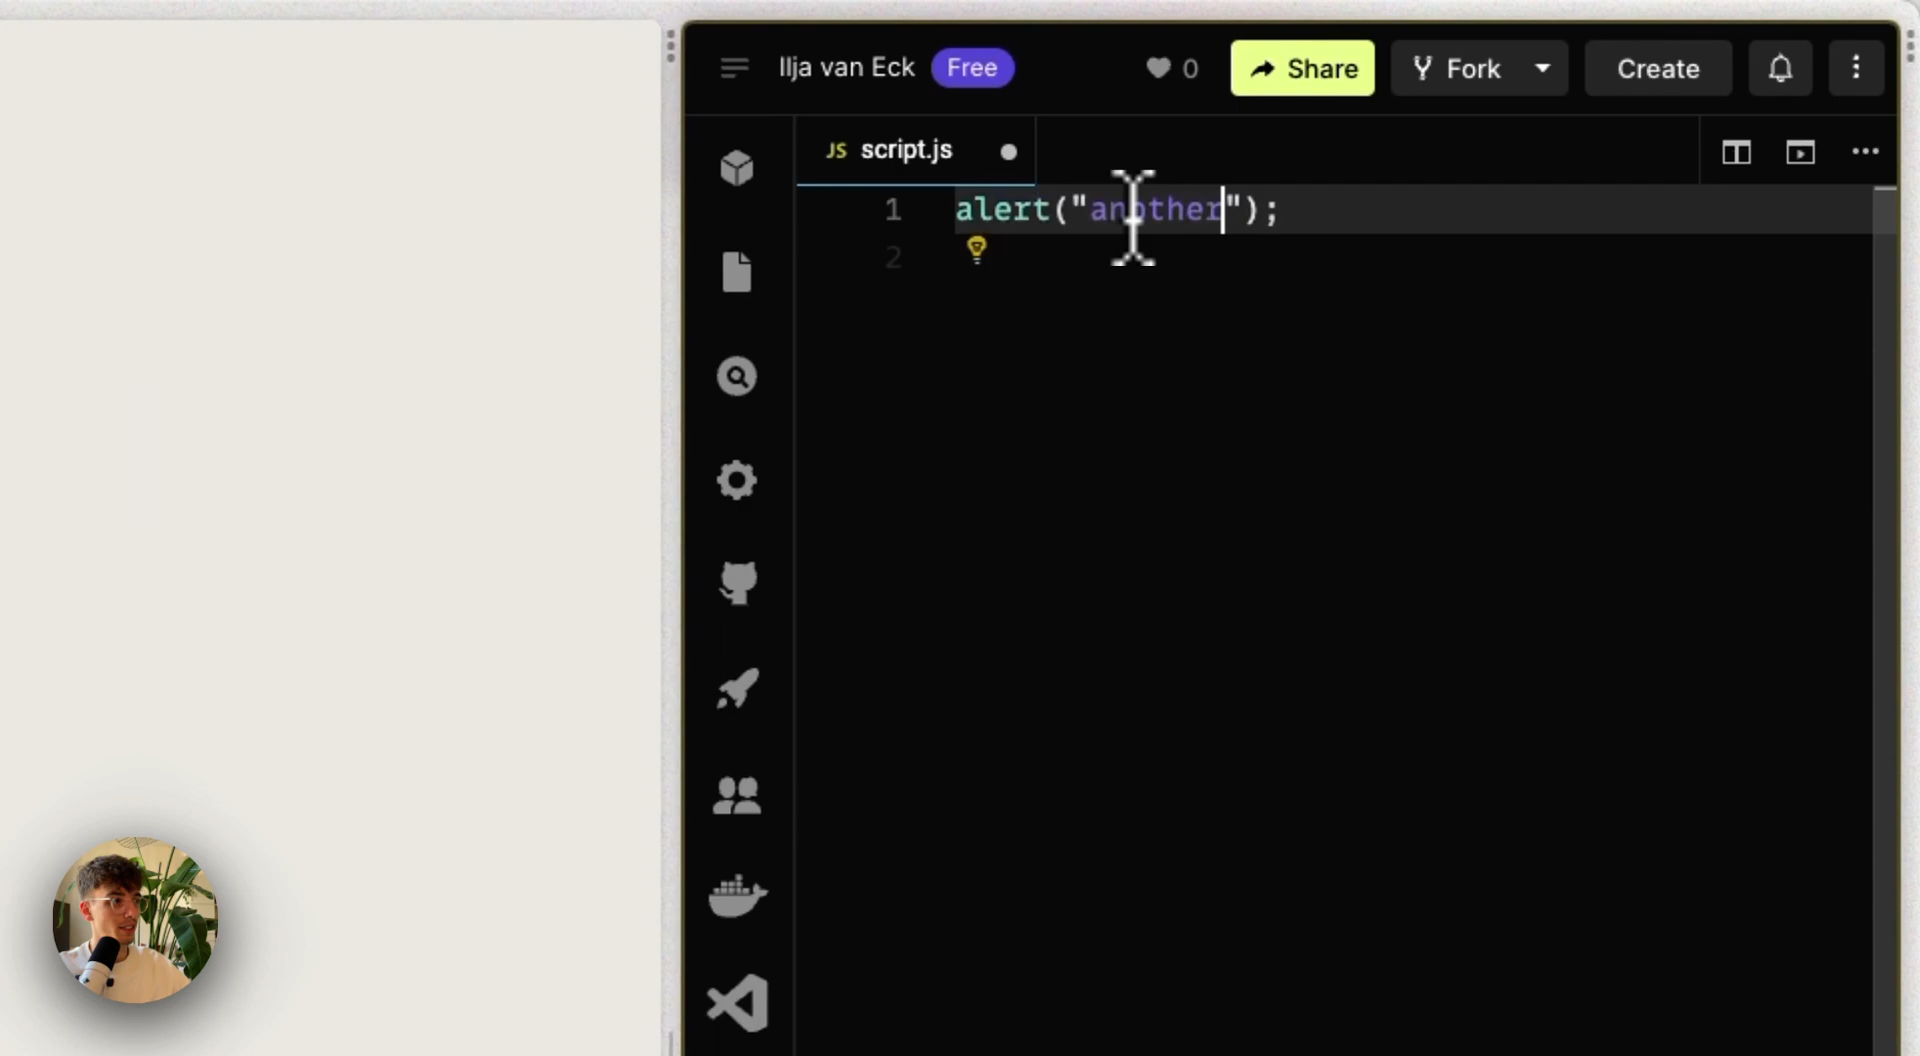 Ilja van Eck Free 0 Share Fork Create
JS script.js
1 alert("another");
2